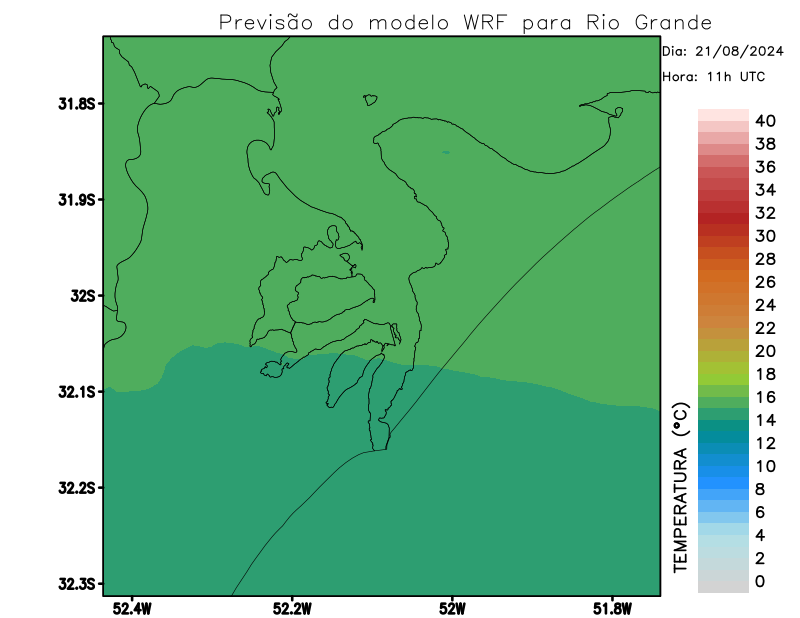 Previsão do modelo WRF para Rio Grande
Dia: 21/08/2024
Hora: 11h UTC
31.8S
31.9S
32S
32.1S
32.2S
32.3S
52.4W
52.2W
52W
51.8W
TEMPERATURA (°C)
40
38
36
34
32
30
28
26
24
22
20
18
16
14
12
10
8
6
4
2
0